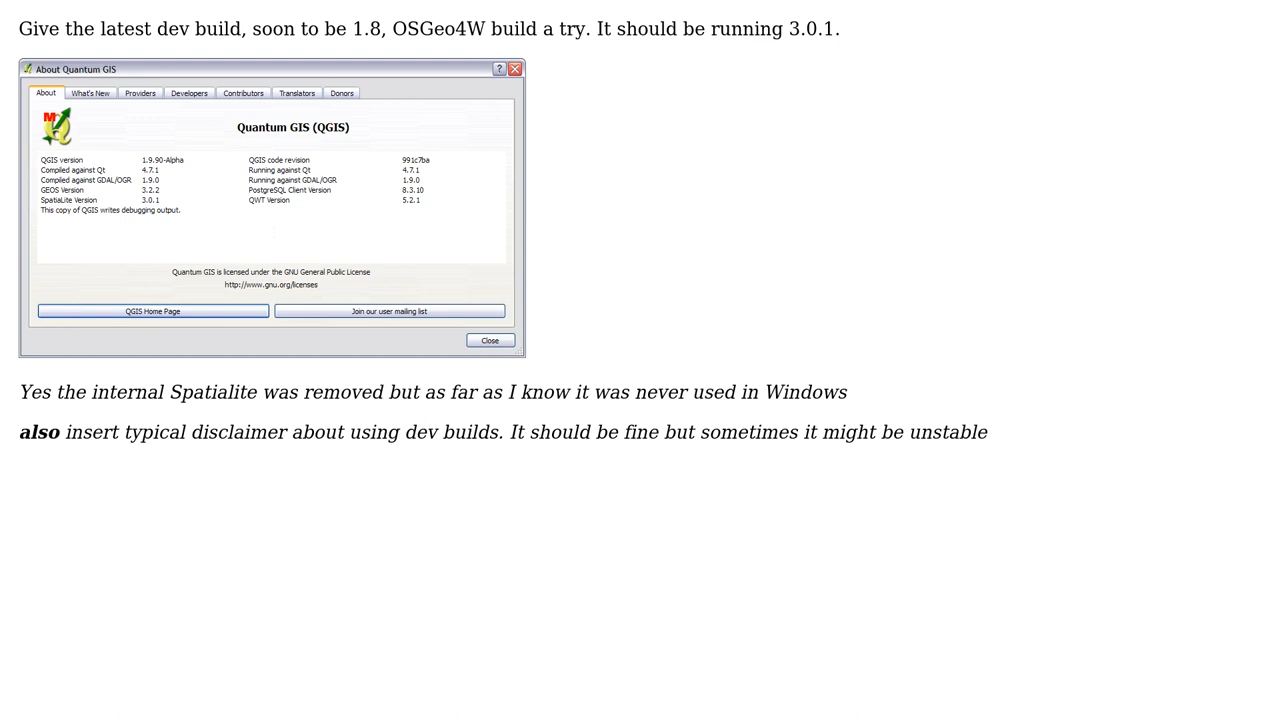 Give the latest dev build, soon to be 1.8, OSGeo4W build a try. It should be running 3.0.1.
About Quantum GIS
About What's New Providers Developers Contributors Translators Donors
Quantum GIS (QGIS)
QGIS version 1.9.90-Alpha QGIS code revision 991c7ba
Compiled against Qt 4.7.1 Running against Qt 4.7.1
Compiled against GDAL/OGR 1.9.0 Running against GDAL/OGR 1.9.0
GEOS Version 3.2.2 PostgreSQL Client Version 8.3.10
SpatiaLite Version 3.0.1 QWT Version 5.2.1
This copy of QGIS writes debugging output.
Quantum GIS is licensed under the GNU General Public License
http://www.gnu.org/licenses
QGIS Home Page Join our user mailing list
Close
Yes the internal Spatialite was removed but as far as I know it was never used in Windows
also insert typical disclaimer about using dev builds. It should be fine but sometimes it might be unstable